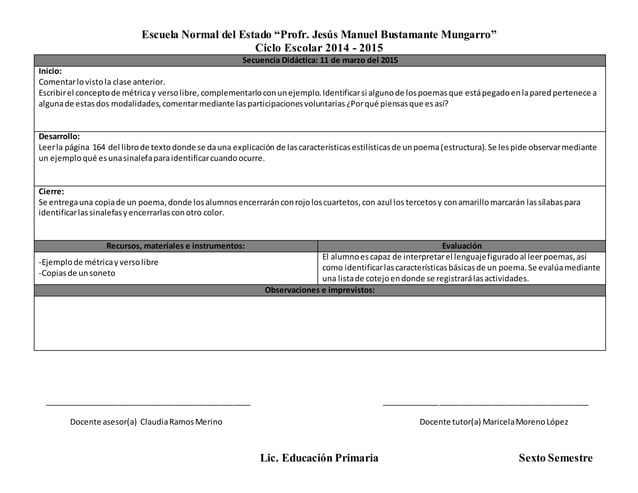 Escuela Normal del Estado “Profr. Jesús Manuel Bustamante Mungarro”
Ciclo Escolar 2014 - 2015
Secuencia Didáctica: 11 de marzo del 2015
Inicio:
Comentar lo visto la clase anterior.
Escribir el concepto de métrica y verso libre, complementarlo con un ejemplo. Identificar si alguno de los poemas que está pegado en la pared pertenece a
alguna de estas dos modalidades, comentar mediante las participaciones voluntarias ¿Por qué piensas que es así?
Desarrollo:
Leer la página 164 del libro de texto donde se da una explicación de las características estilísticas de un poema (estructura). Se les pide observar mediante
un ejemplo qué es una sinalefa para identificar cuando ocurre.
Cierre:
Se entrega una copia de un poema, donde los alumnos encerrarán con rojo los cuartetos, con azul los tercetos y con amarillo marcarán las sílabas para
identificar las sinalefas y encerrarlas con otro color.
Recursos, materiales e instrumentos:
Evaluación
-Ejemplo de métrica y verso libre
-Copias de un soneto
El alumno es capaz de interpretar el lenguaje figurado al leer poemas, así
como identificar las características básicas de un poema. Se evalúa mediante
una lista de cotejo en donde se registrará las actividades.
Observaciones e imprevistos:
Docente asesor(a) Claudia Ramos Merino
Docente tutor(a) Maricela Moreno López
Lic. Educación Primaria
Sexto Semestre